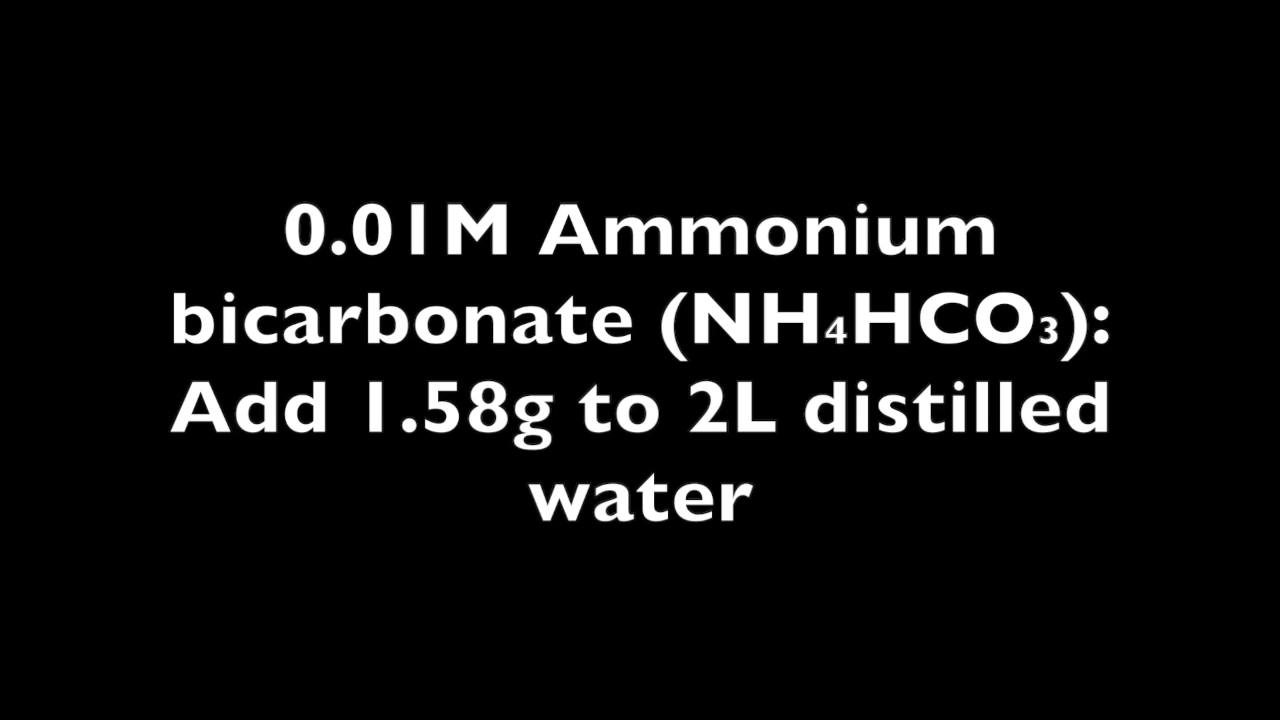 0.01M Ammonium
bicarbonate (NH₄HCO₃):
Add 1.58g to 2L distilled
water